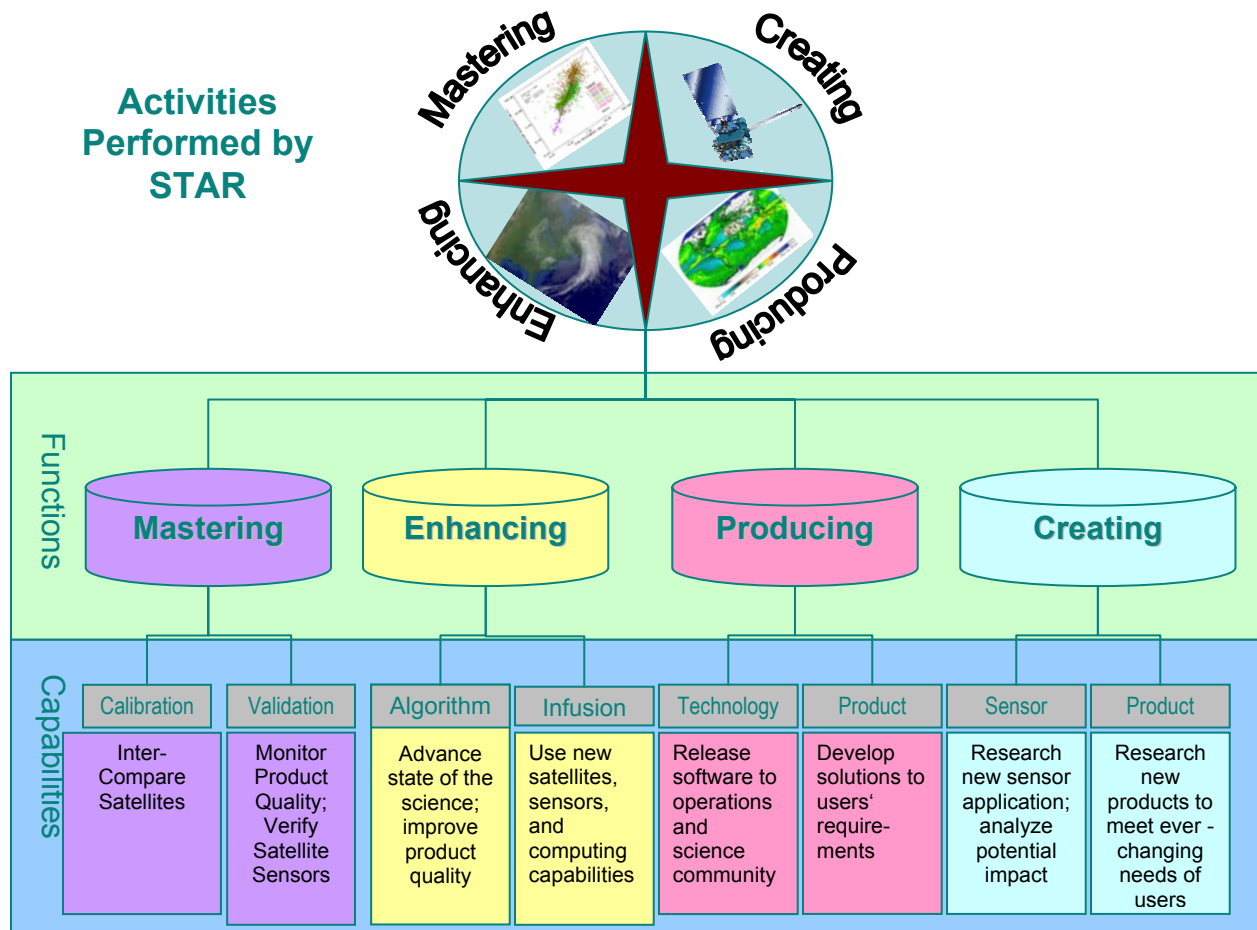 Activities
Performed by
STAR
Mastering
Creating
Enhancing
Producing
Functions
Mastering
Enhancing
Producing
Creating
Capabilities
Calibration
Inter-
Compare
Satellites
Validation
Monitor
Product
Quality;
Verify
Satellite
Sensors
Algorithm
Advance
state of the
science;
improve
product
quality
Infusion
Use new
satellites,
sensors,
and
computing
capabilities
Technology
Release
software to
operations
and
science
community
Product
Develop
solutions to
users‘
require-
ments
Sensor
Research
new sensor
application;
analyze
potential
impact
Product
Research
new
products to
meet ever -
changing
needs of
users